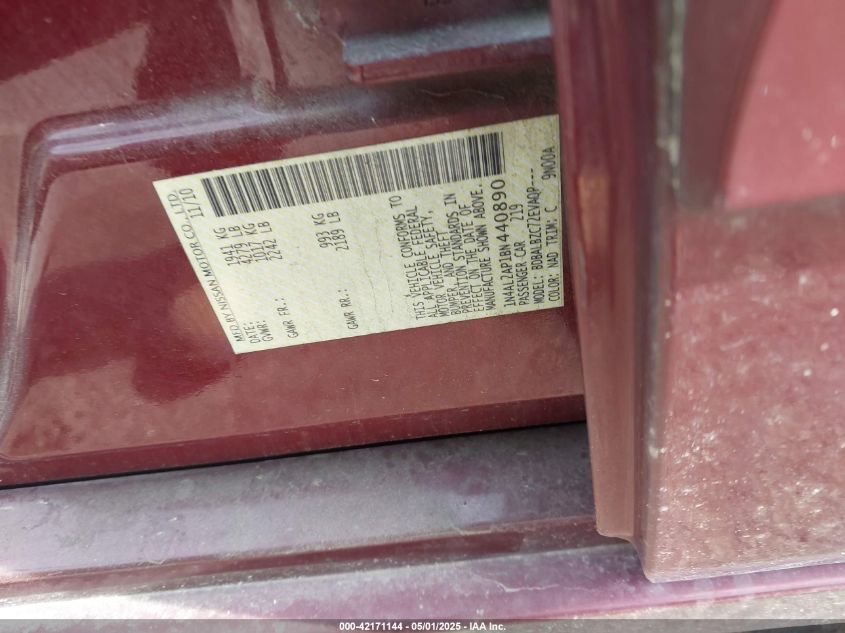 MFD BY NISSAN MOTOR CO., LTD.
DATE: 11/10
GVWR: 1941 KG
LB
GAWR FR.: 1017 KG
2242 LB
GAWR RR.: 993 KG
2189 LB
THIS VEHICLE CONFORMS TO
ALL APPLICABLE FEDERAL
MOTOR VEHICLE SAFETY,
BUMPER, AND THEFT
PREVENTION STANDARDS IN
EFFECT ON THE DATE OF
MANUFACTURE SHOWN ABOVE.
1N4AL2AP1BN440890
PASSENGER CAR 219
MODEL: BDBALBZC72EVAQP---
COLOR: NAD TRIM: C 9N00A
000-42171144 - 05/01/2025 - IAA Inc.